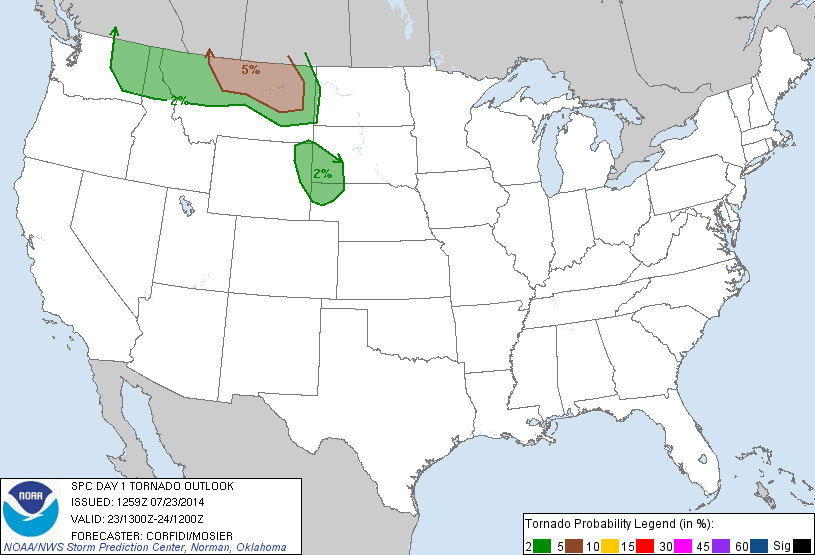 5%
2%
2%
NOAA
SPC DAY 1 TORNADO OUTLOOK
ISSUED: 1259Z 07/23/2014
VALID: 23/1300Z-24/1200Z
FORECASTER: CORFIDI/MOSIER
NOAA/NWS Storm Prediction Center, Norman, Oklahoma
Tornado Probability Legend (in %):
2 5 10 15 30 45 60 Sig